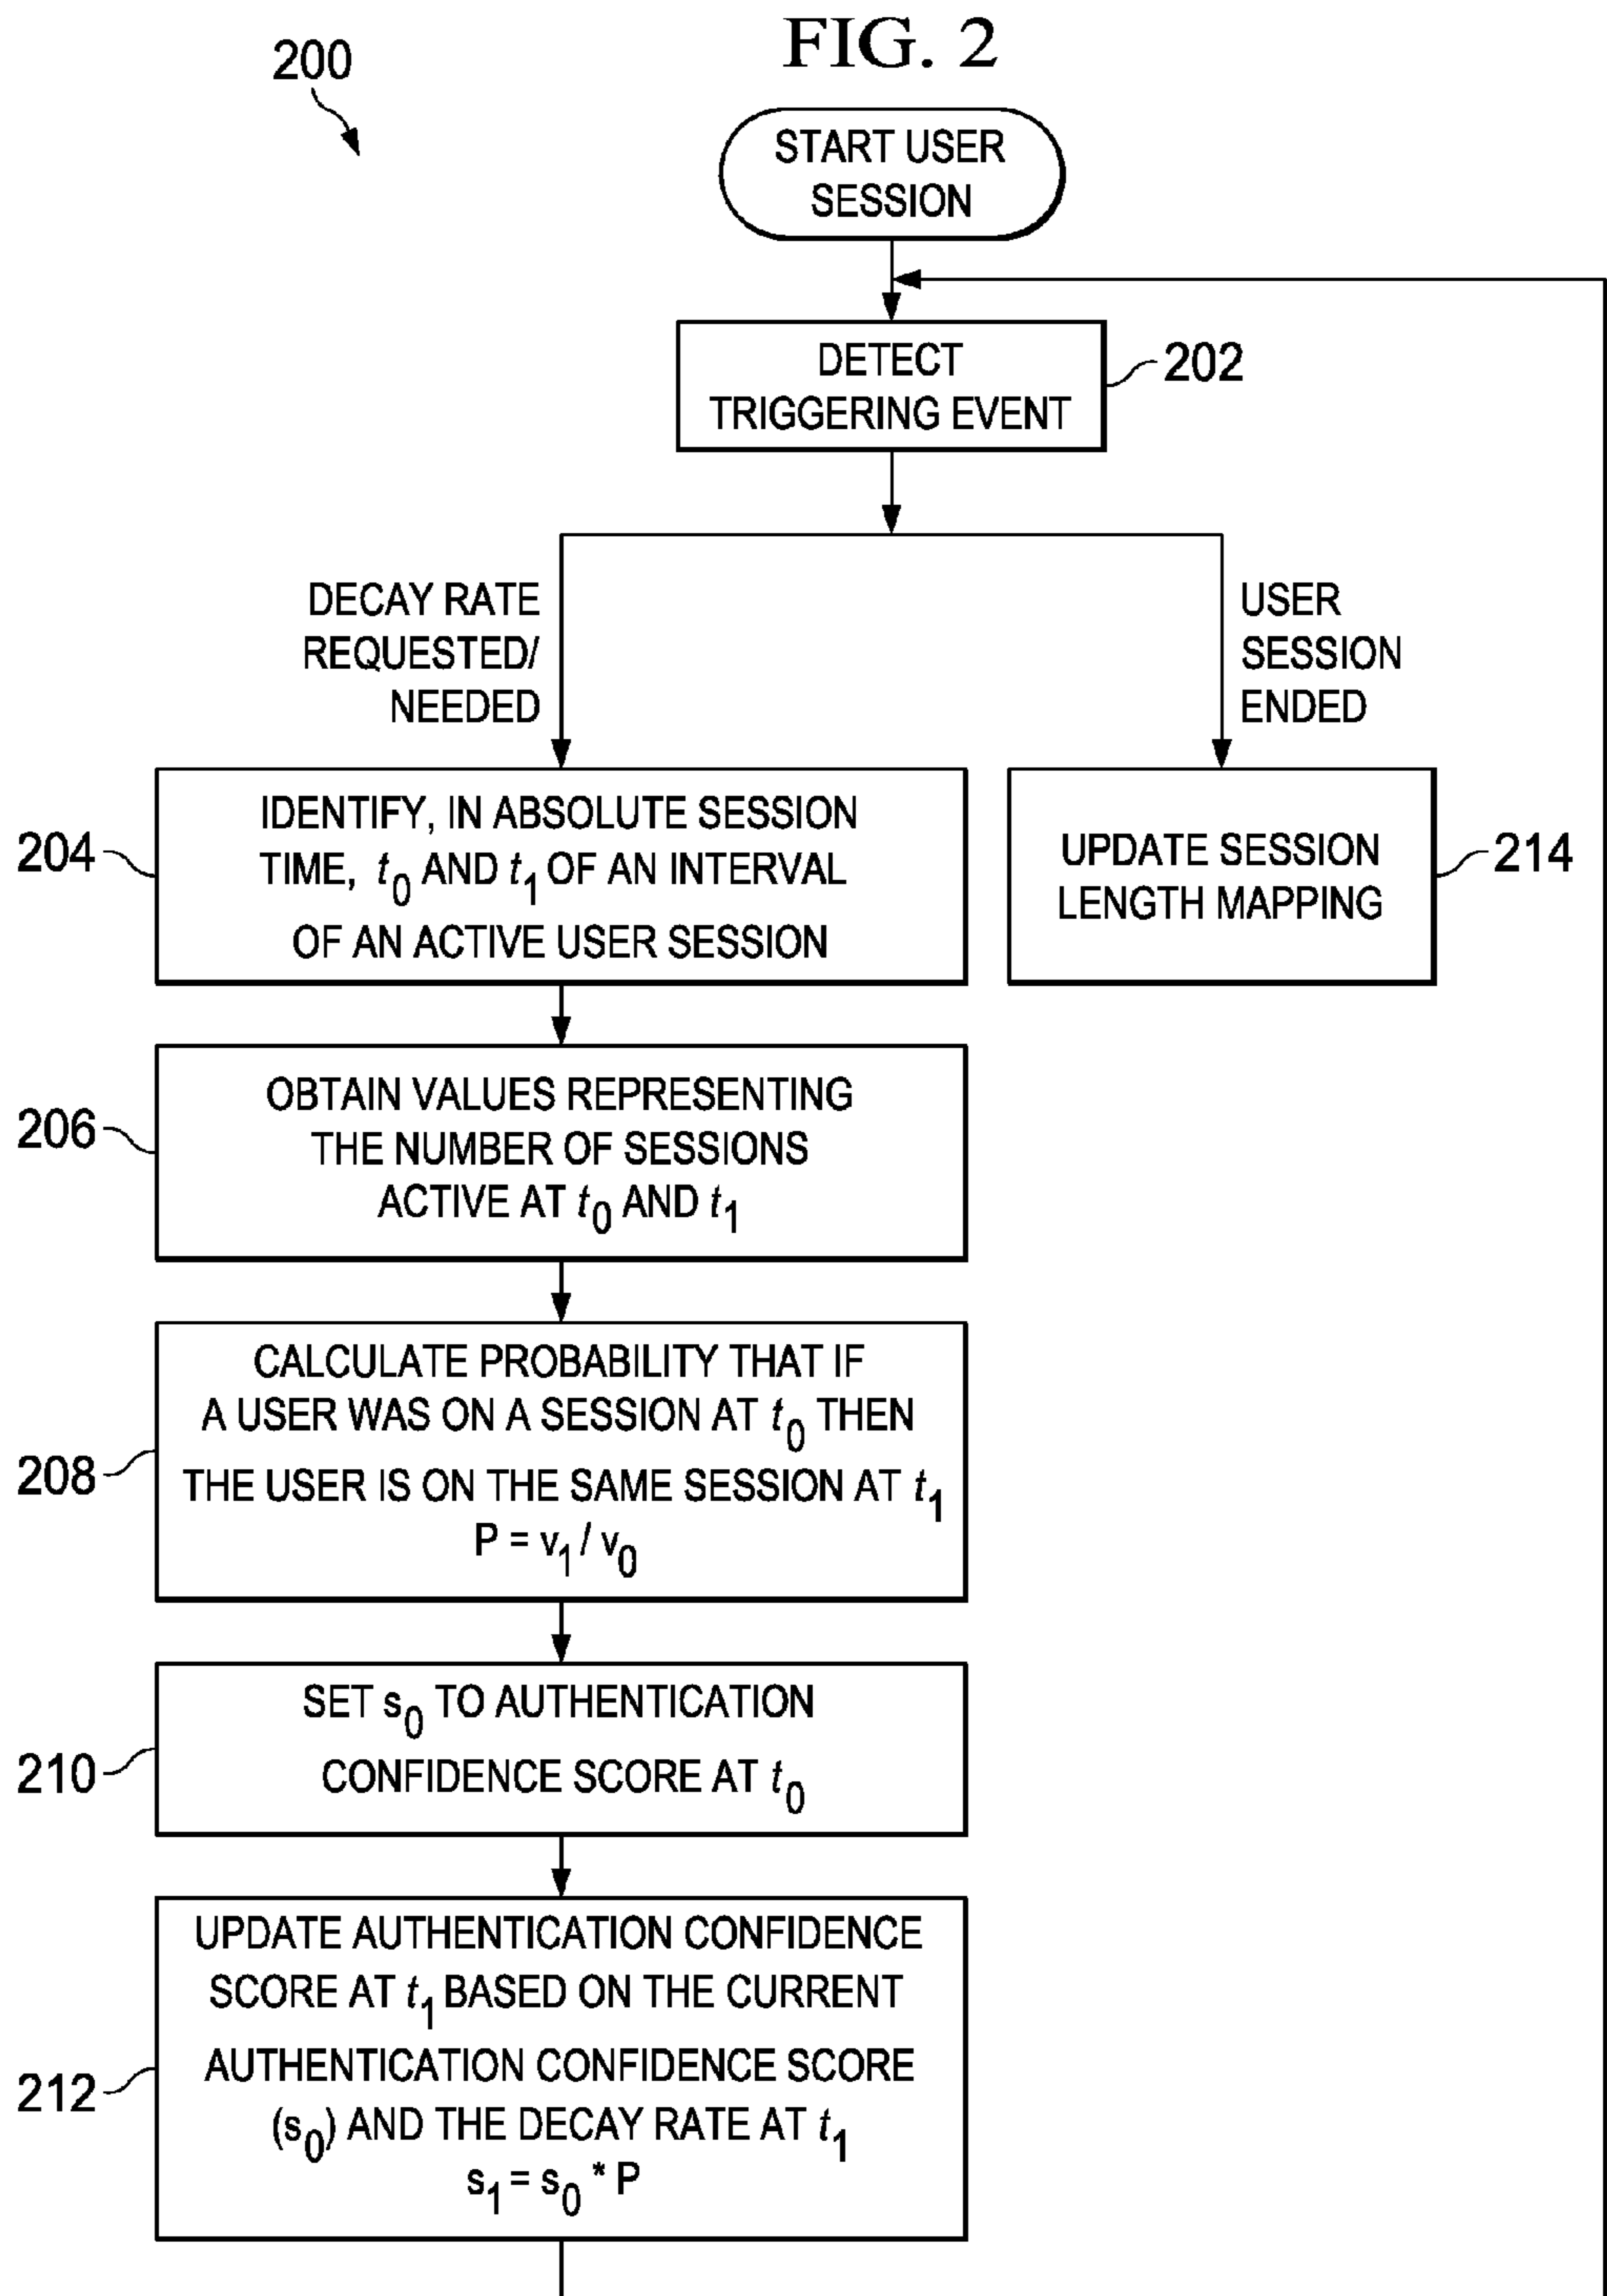 FIG. 2
200
START USER
SESSION
DETECT
TRIGGERING EVENT
202
DECAY RATE
REQUESTED/
NEEDED
USER
SESSION
ENDED
204
IDENTIFY, IN ABSOLUTE SESSION
TIME, t0 AND t1 OF AN INTERVAL
OF AN ACTIVE USER SESSION
UPDATE SESSION
LENGTH MAPPING
214
206
OBTAIN VALUES REPRESENTING
THE NUMBER OF SESSIONS
ACTIVE AT t0 AND t1
208
CALCULATE PROBABILITY THAT IF
A USER WAS ON A SESSION AT t0 THEN
THE USER IS ON THE SAME SESSION AT t1
P = v1 / v0
210
SET s0 TO AUTHENTICATION
CONFIDENCE SCORE AT t0
212
UPDATE AUTHENTICATION CONFIDENCE
SCORE AT t1 BASED ON THE CURRENT
AUTHENTICATION CONFIDENCE SCORE
(s0) AND THE DECAY RATE AT t1
s1 = s0 * P